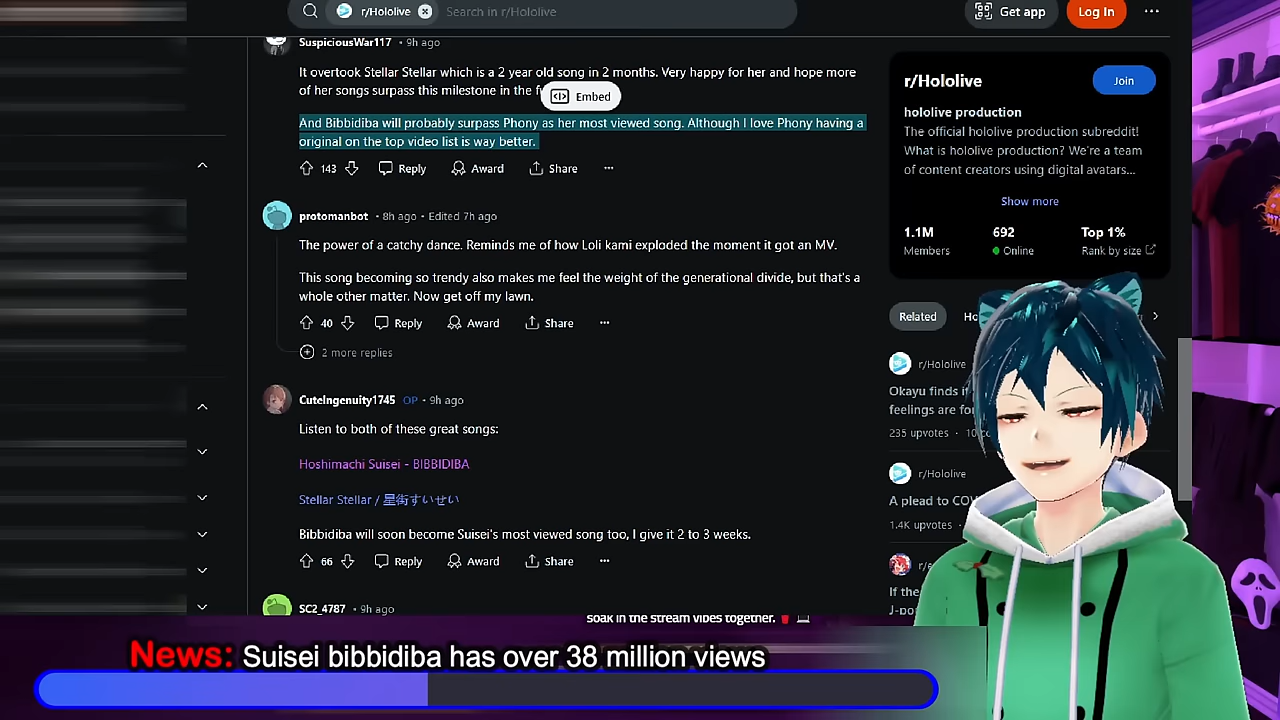 r/Hololive
Search in r/Hololive
Get app
Log In
SuspiciousWar117 • 9h ago
It overtook Stellar Stellar which is a 2 year old song in 2 months. Very happy for her and hope more
of her songs surpass this milestone in the
Embed
And Bibbidiba will probably surpass Phony as her most viewed song. Although I love Phony having a
original on the top video list is way better.
143
Reply
Award
Share
protomanbot • 8h ago • Edited 7h ago
The power of a catchy dance. Reminds me of how Loli kami exploded the moment it got an MV.
This song becoming so trendy also makes me feel the weight of the generational divide, but that's a
whole other matter. Now get off my lawn.
40
Reply
Award
Share
2 more replies
CuteIngenuity1745 OP • 9h ago
Listen to both of these great songs:
Hoshimachi Suisei - BIBBIDIBA
Stellar Stellar / 星街すいせい
Bibbidiba will soon become Suisei's most viewed song too, I give it 2 to 3 weeks.
66
Reply
Award
Share
SC2_4787 • 9h ago
r/Hololive
Join
hololive production
The official hololive production subreddit!
What is hololive production? We're a team
of content creators using digital avatars...
Show more
1.1M
Members
692
Online
Top 1%
Rank by size
Related
Ho
r/Hololive
Okayu finds
feelings are
235 upvotes
r/Hololive
A plead to
1.4K upvotes
If the
soak in the stream vibes together.
News: Suisei bibbidiba has over 38 million views